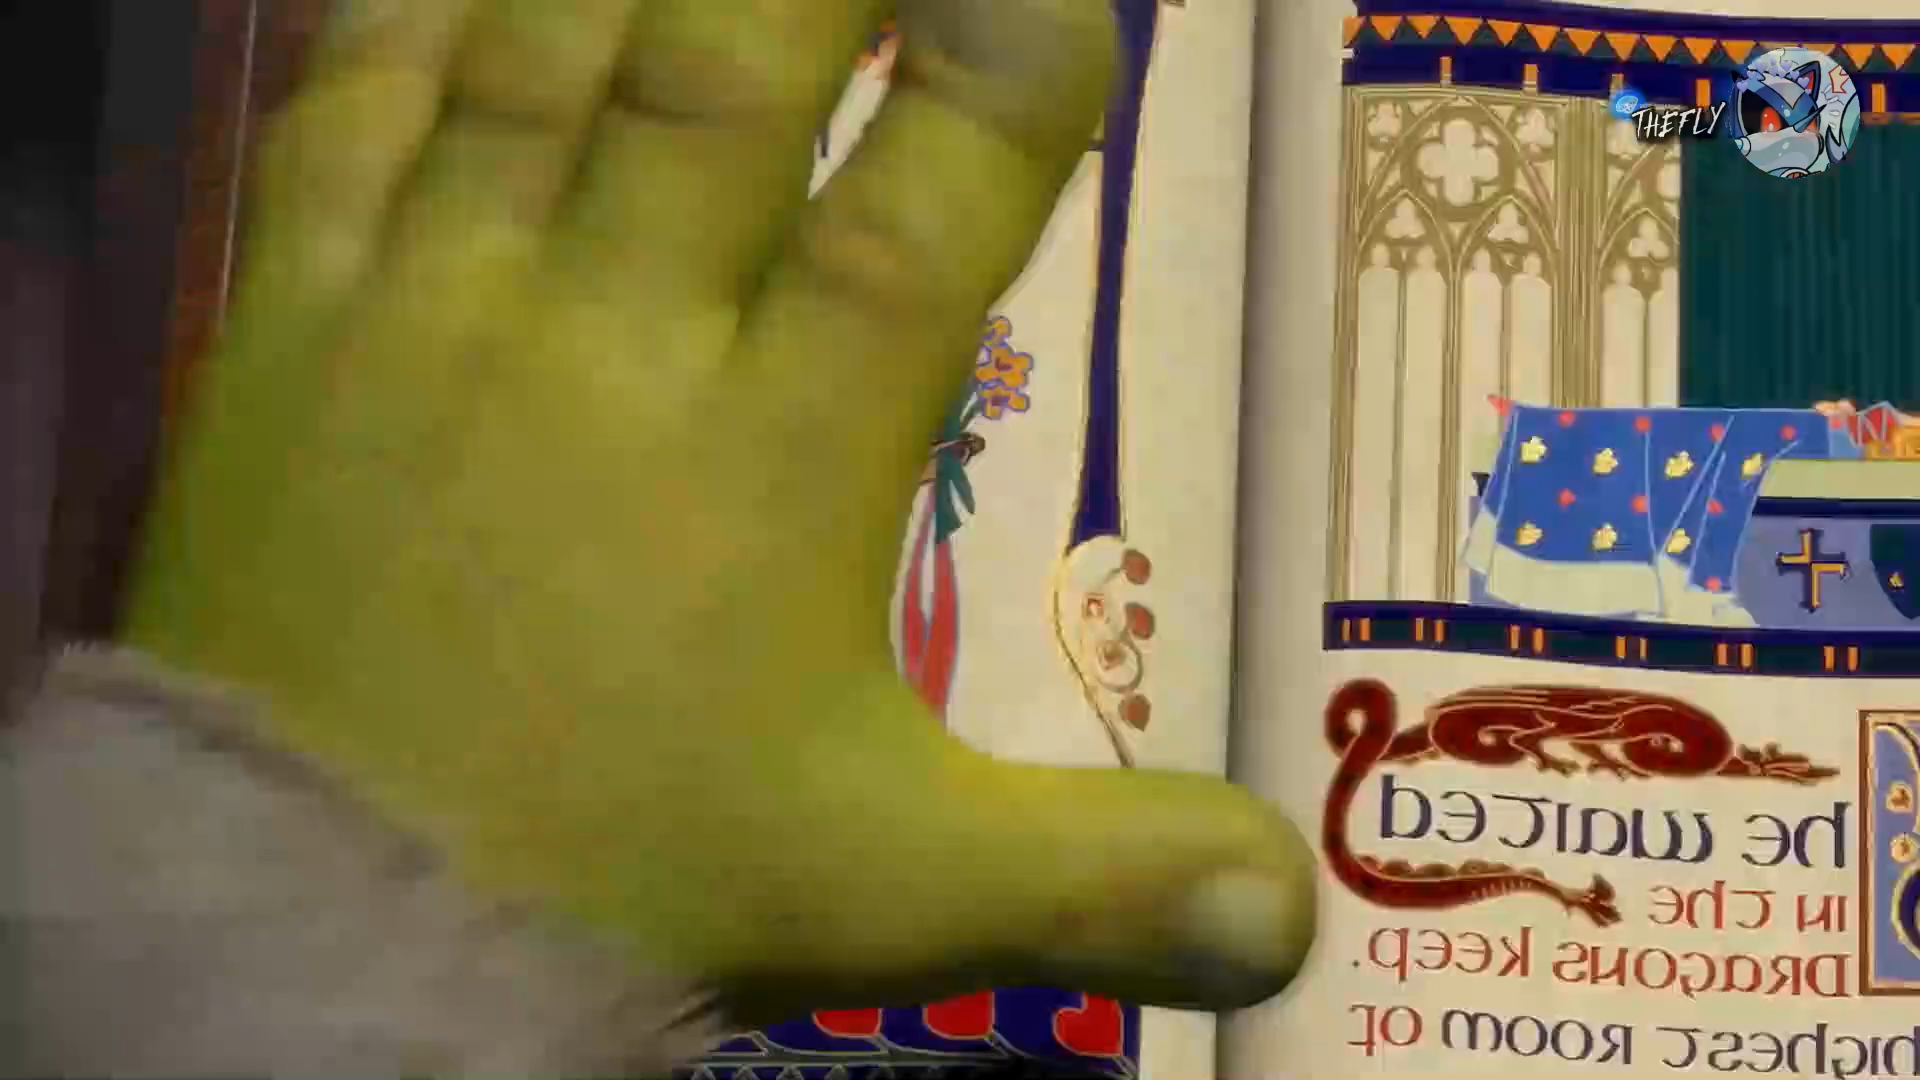 THEFLY
he waited
in the
Dragons keep.
highest room of